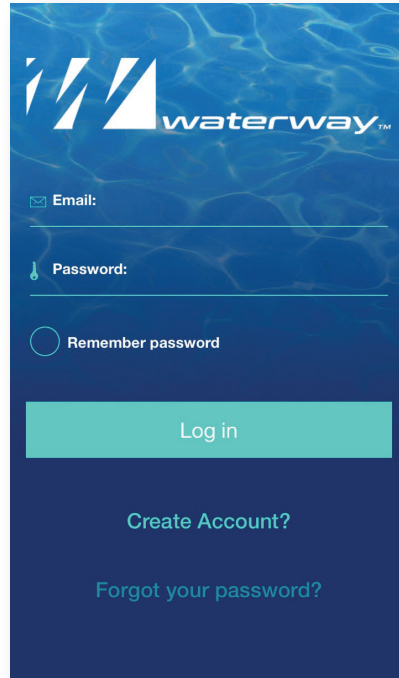 waterway™
Email:
Password:
Remember password
Log in
Create Account?
Forgot your password?